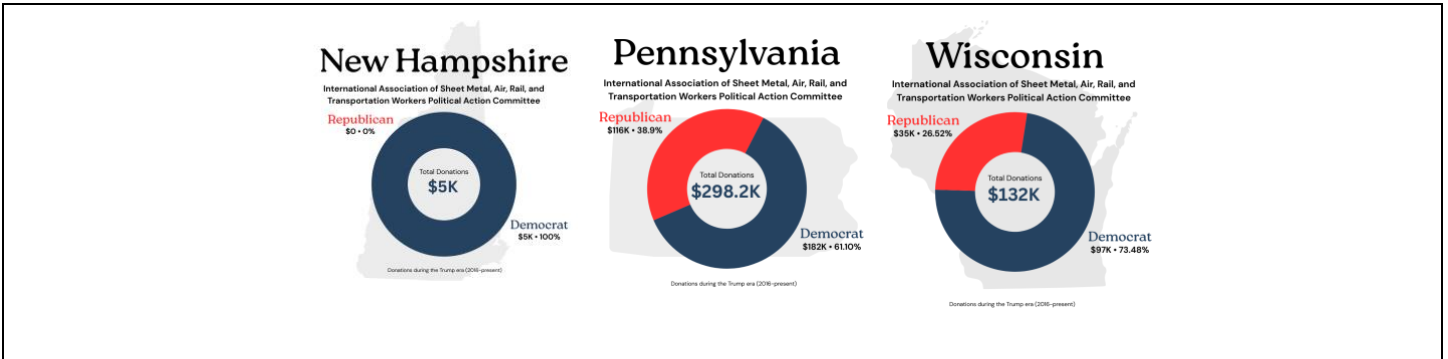 New Hampshire
International Association of Sheet Metal, Air, Rail, and
Transportation Workers Political Action Committee
Republican
$0 • 0%
Total Donations
$5K
Democrat
$5K • 100%
Donations during the Trump era (2016-present)
Pennsylvania
International Association of Sheet Metal, Air, Rail, and
Transportation Workers Political Action Committee
Republican
$116K • 38.9%
Total Donations
$298.2K
Democrat
$182K • 61.10%
Donations during the Trump era (2016-present)
Wisconsin
International Association of Sheet Metal, Air, Rail, and
Transportation Workers Political Action Committee
Republican
$35K • 26.52%
Total Donations
$132K
Democrat
$97K • 73.48%
Donations during the Trump era (2016-present)